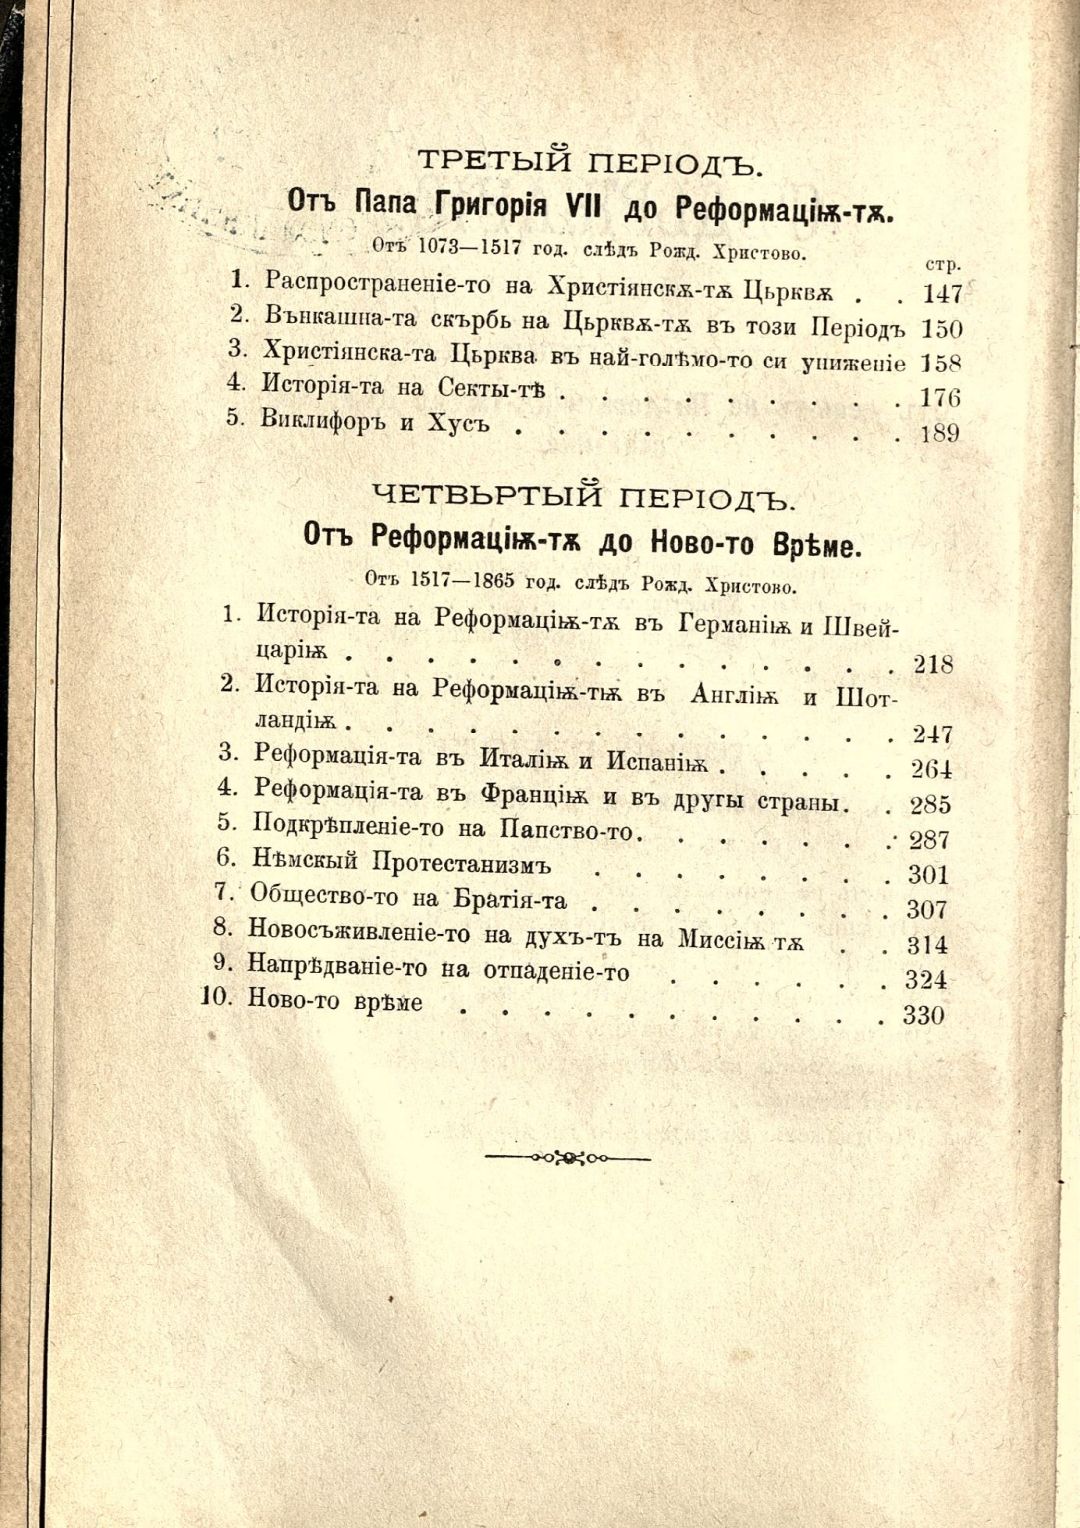 ТРЕТЫЙ ПЕРІОДЪ.
Отъ Папа Григорія VII до Реформаціѭ-тѫ.
Отъ 1073—1517 год. слѣдъ Рожд. Христово.
стр.
1. Распространеніе-то на Христіянскѫ-тѫ Цьрквѫ . . 147
2. Вънкашна-та скърбь на Цьрквѫ-тѫ въ този Періодъ 150
3. Христіянска-та Цьрква въ най-голѣмо-то си униженіе 158
4. Исторія-та на Секты-тѣ . . . . . . . . . 176
5. Виклифоръ и Хусъ . . . . . . . . . . 189
ЧЕТВЬРТЫЙ ПЕРІОДЪ.
Отъ Реформаціѭ-тѫ до Ново-то Врѣме.
Отъ 1517—1865 год. слѣдъ Рожд. Христово.
1. Исторія-та на Реформаціѭ-тѫ въ Германіѭ и Швей-
царіѭ . . . . . . . . . . . . . . 218
2. Исторія-та на Реформаціѭ-тѭ въ Англіѭ и Шот-
ландіѭ . . . . . . . . . . . . . . 247
3. Реформація-та въ Италіѭ и Испаніѭ . . . . . 264
4. Реформація-та въ Франціѭ и въ другы страны. . 285
5. Подкрѣпленіе-то на Папство-то. . . . . . . 287
6. Нѣмскый Протестанизмъ . . . . . . . . 301
7. Общество-то на Братія-та . . . . . . . . 307
8. Новосъживленіе-то на духъ-тъ на Миссіѭ тѫ . . 314
9. Напрѣдваніе-то на отпаденіе-то . . . . . . 324
10. Ново-то врѣме . . . . . . . . . . . 330